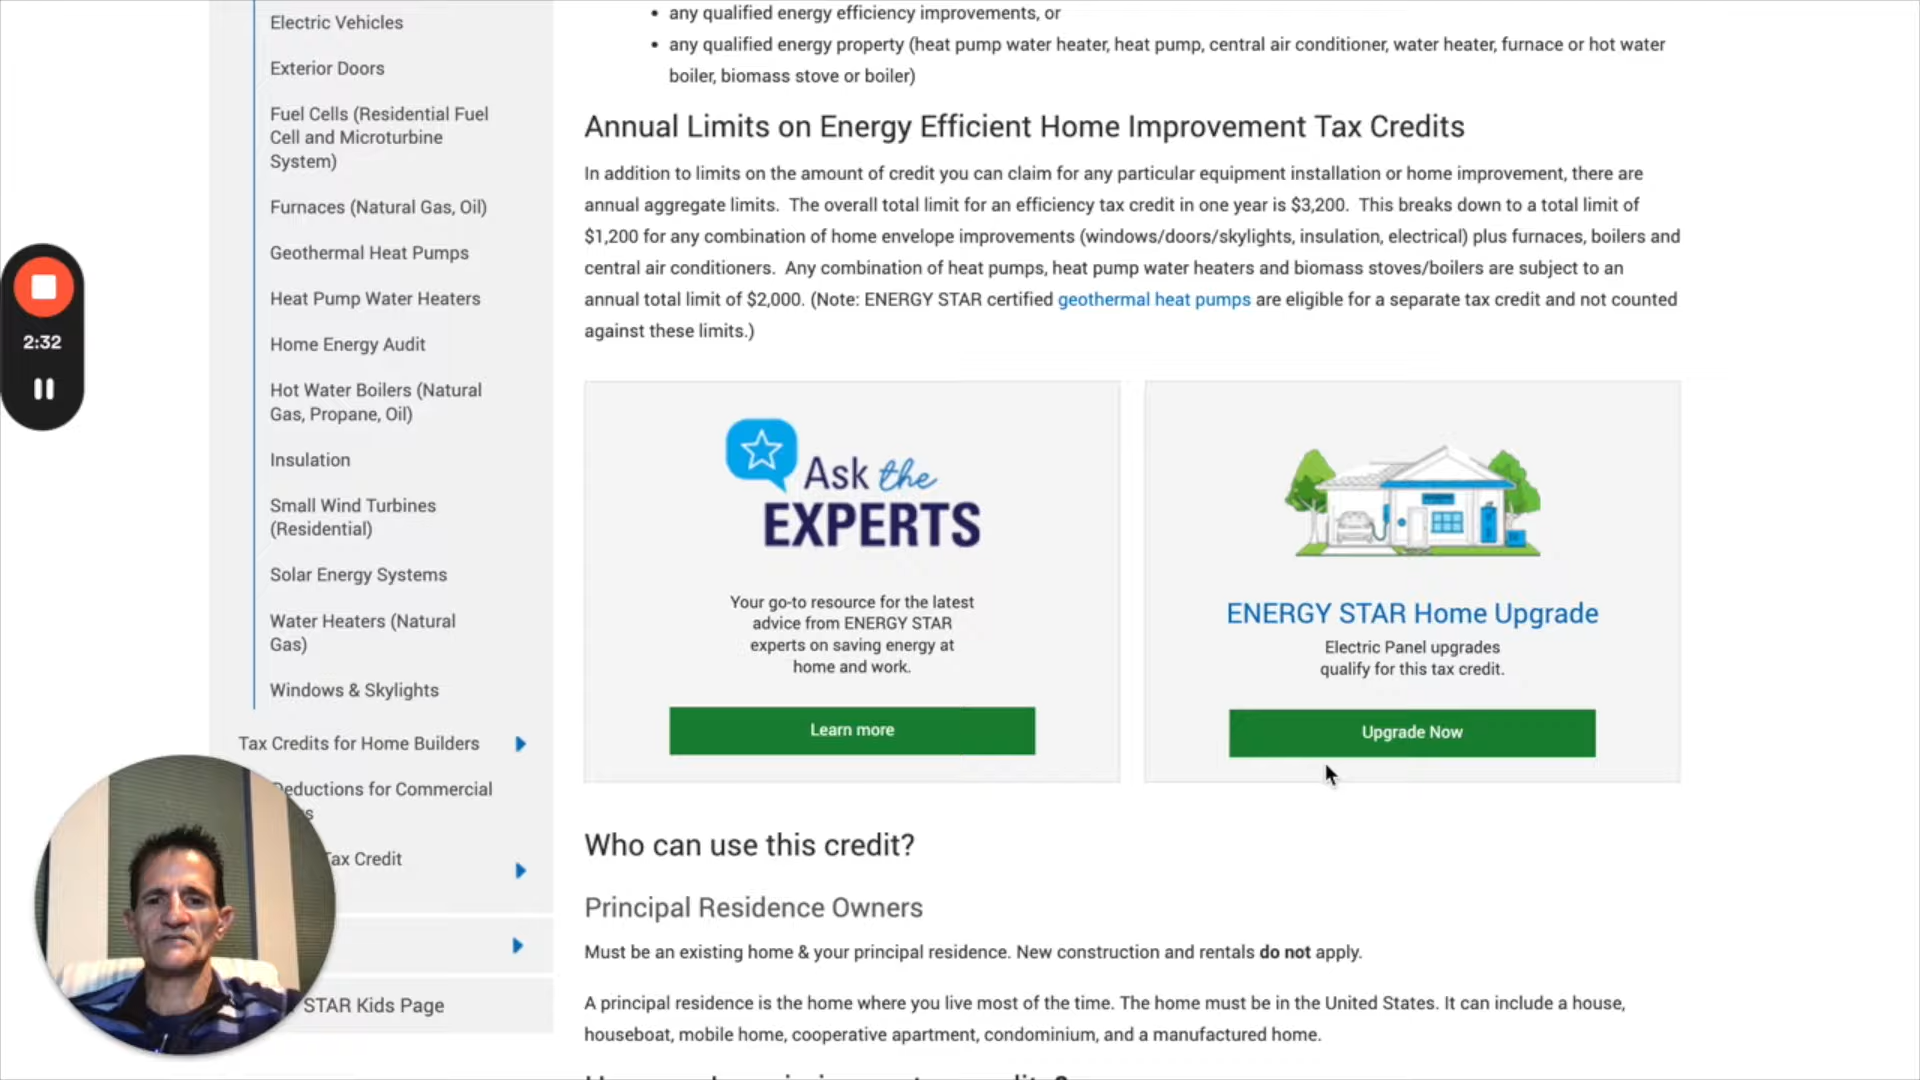 Electric Vehicles
Exterior Doors
Fuel Cells (Residential Fuel
Cell and Microturbine
System)
Furnaces (Natural Gas, Oil)
Geothermal Heat Pumps
Heat Pump Water Heaters
Home Energy Audit
Hot Water Boilers (Natural
Gas, Propane, Oil)
Insulation
Small Wind Turbines
(Residential)
Solar Energy Systems
Water Heaters (Natural
Gas)
Windows & Skylights
Tax Credits for Home Builders
Deductions for Commercial
Tax Credit
STAR Kids Page
2:32
• any qualified energy efficiency improvements, or
• any qualified energy property (heat pump water heater, heat pump, central air conditioner, water heater, furnace or hot water
boiler, biomass stove or boiler)
Annual Limits on Energy Efficient Home Improvement Tax Credits
In addition to limits on the amount of credit you can claim for any particular equipment installation or home improvement, there are
annual aggregate limits.  The overall total limit for an efficiency tax credit in one year is $3,200.  This breaks down to a total limit of
$1,200 for any combination of home envelope improvements (windows/doors/skylights, insulation, electrical) plus furnaces, boilers and
central air conditioners.  Any combination of heat pumps, heat pump water heaters and biomass stoves/boilers are subject to an
annual total limit of $2,000. (Note: ENERGY STAR certified geothermal heat pumps are eligible for a separate tax credit and not counted
against these limits.)
Ask the
EXPERTS
Your go-to resource for the latest
advice from ENERGY STAR
experts on saving energy at
home and work.
Learn more
ENERGY STAR Home Upgrade
Electric Panel upgrades
qualify for this tax credit.
Upgrade Now
Who can use this credit?
Principal Residence Owners
Must be an existing home & your principal residence. New construction and rentals do not apply.
A principal residence is the home where you live most of the time. The home must be in the United States. It can include a house,
houseboat, mobile home, cooperative apartment, condominium, and a manufactured home.